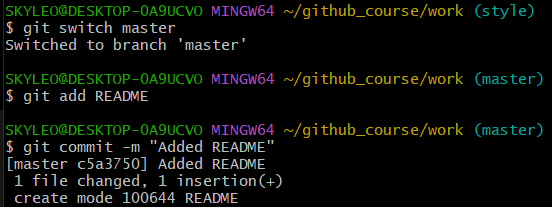 SKYLEO@DESKTOP-0A9UCVO MINGW64 ~/github_course/work (style)
$ git switch master
Switched to branch 'master'
SKYLEO@DESKTOP-0A9UCVO MINGW64 ~/github_course/work (master)
$ git add README
SKYLEO@DESKTOP-0A9UCVO MINGW64 ~/github_course/work (master)
$ git commit -m "Added README"
[master c5a3750] Added README
 1 file changed, 1 insertion(+)
 create mode 100644 README